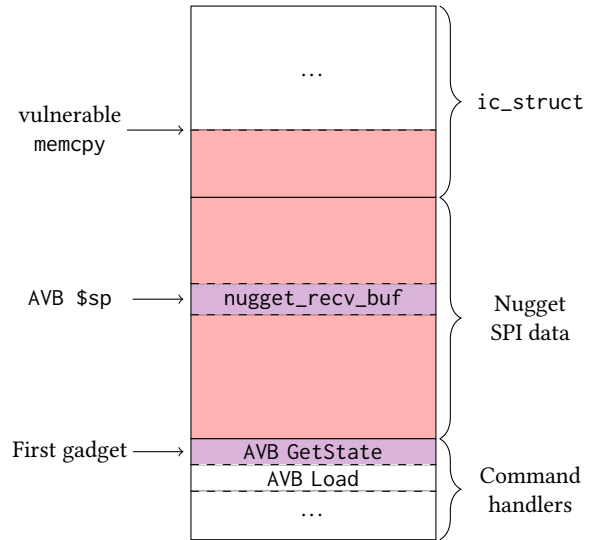 ...
ic_struct
vulnerable
memcpy
AVB $sp
nugget_recv_buf
Nugget
SPI data
First gadget
AVB GetState
AVB Load
Command
handlers
...